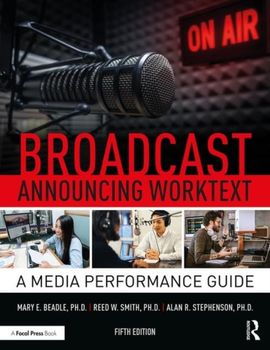 ON AIR
BROADCAST
ANNOUNCING WORKTEXT
A MEDIA PERFORMANCE GUIDE
MARY E. BEADLE, PH.D. | REED W. SMITH, PH.D. | ALAN R. STEPHENSON, PH.D.
FIFTH EDITION
A Focal Press Book
R
Routledge